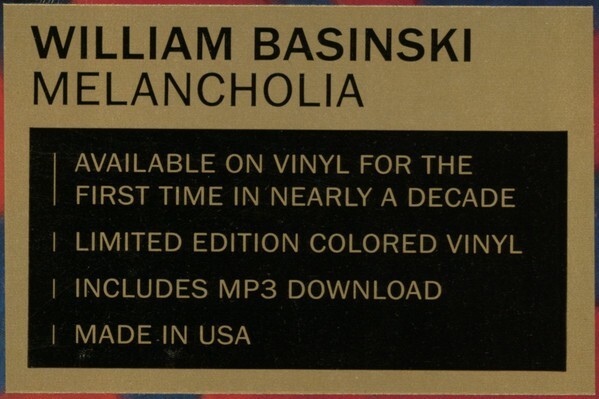 WILLIAM BASINSKI
MELANCHOLIA
AVAILABLE ON VINYL FOR THE
FIRST TIME IN NEARLY A DECADE
LIMITED EDITION COLORED VINYL
INCLUDES MP3 DOWNLOAD
MADE IN USA